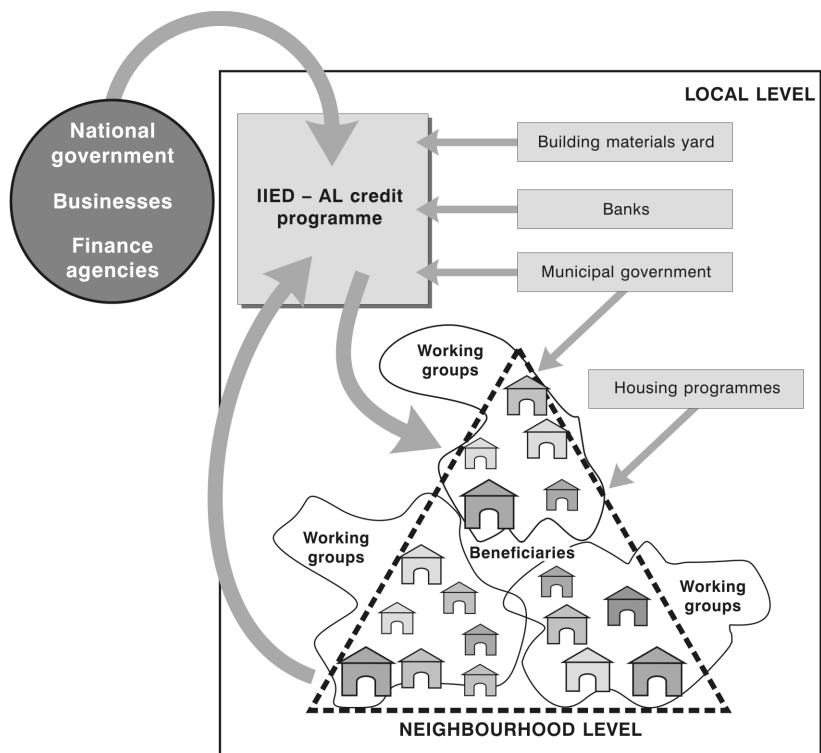 LOCAL LEVEL
National
government
Businesses
Finance
agencies
IIED – AL credit
programme
Building materials yard
Banks
Municipal government
Working
groups
Housing programmes
Working
groups
Beneficiaries
Working
groups
NEIGHBOURHOOD LEVEL